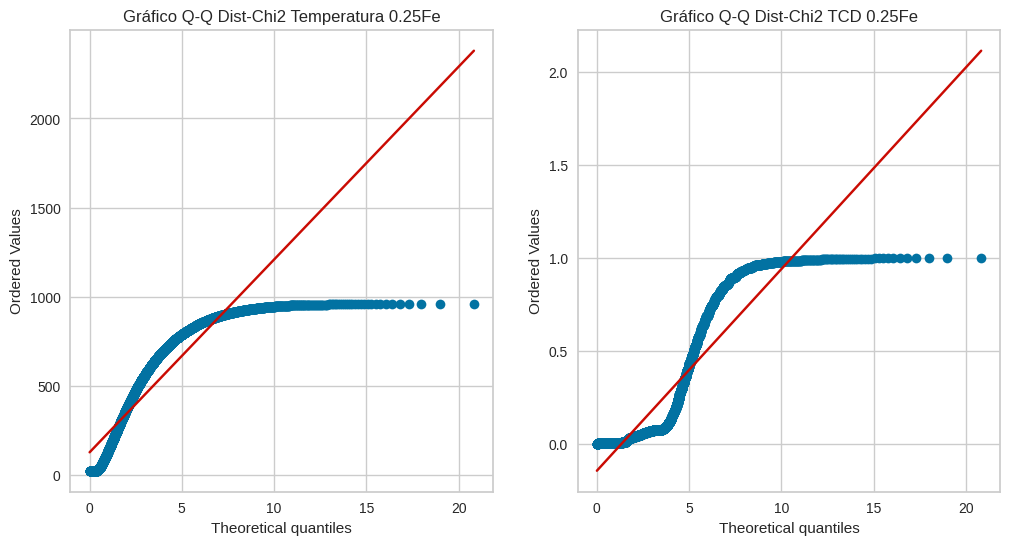 Gráfico Q-Q Dist-Chi2 Temperatura 0.25Fe
Ordered Values
2000
1500
1000
500
0
0 5 10 15 20
Theoretical quantiles
Gráfico Q-Q Dist-Chi2 TCD 0.25Fe
Ordered Values
2.0
1.5
1.0
0.5
0.0
0 5 10 15 20
Theoretical quantiles